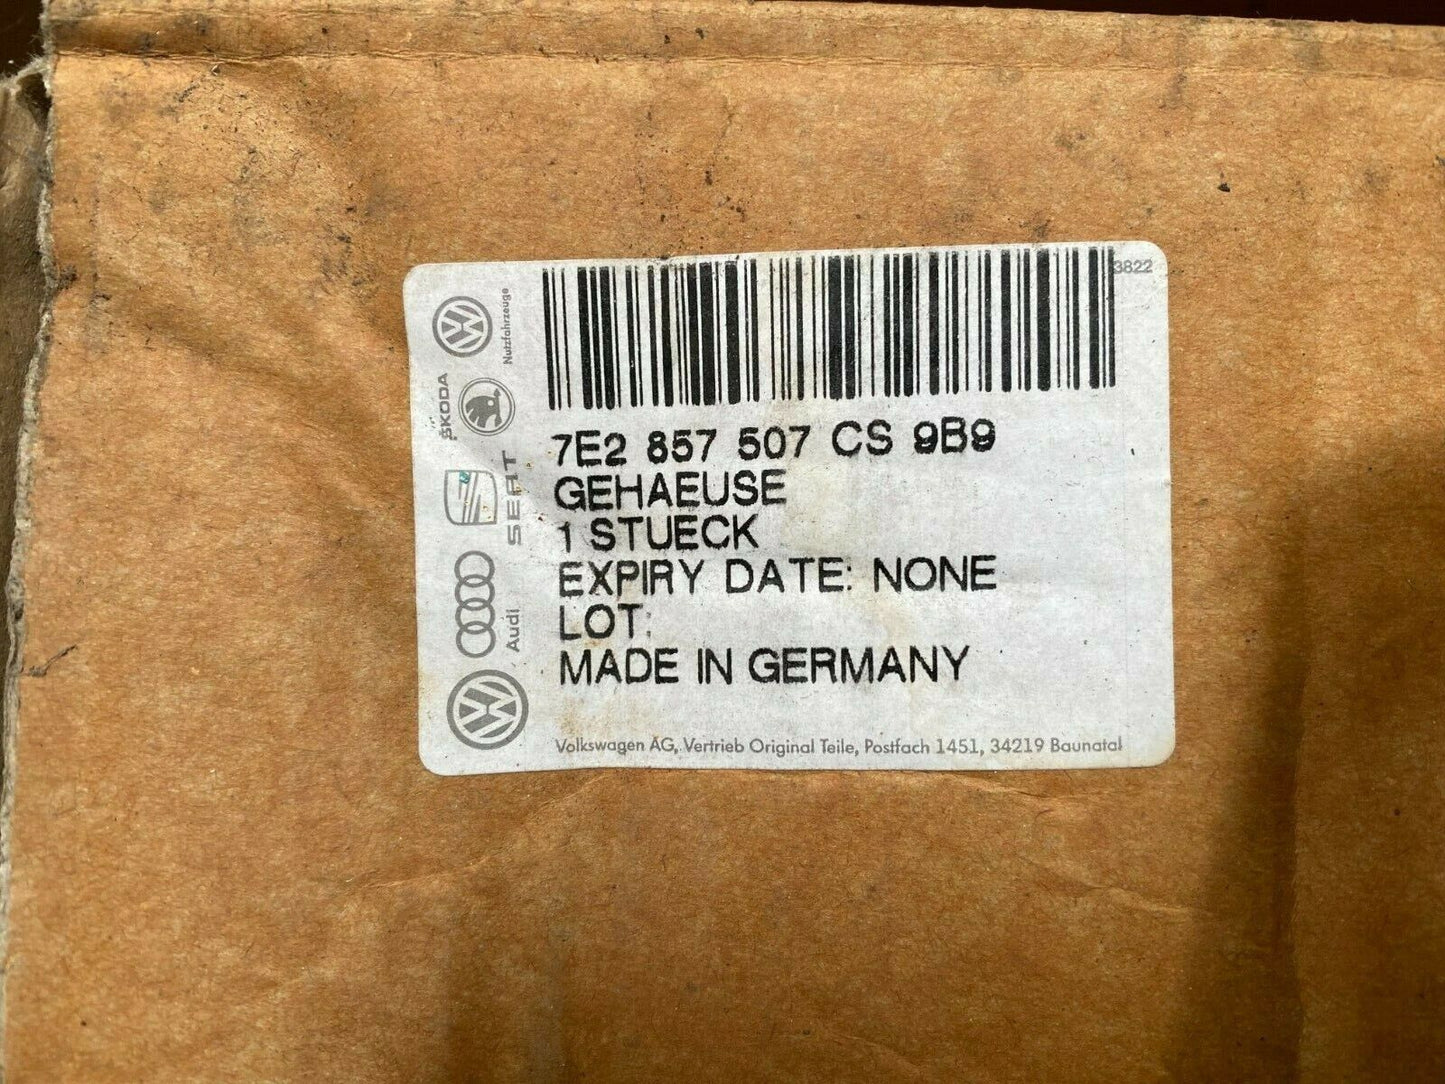 3822
Nutzfahrzeuge
ŠKODA
SEAT
Audi
7E2 857 507 CS 9B9
GEHAEUSE
1 STUECK
EXPIRY DATE: NONE
LOT:
MADE IN GERMANY
Volkswagen AG, Vertrieb Original Teile, Postfach 1451, 34219 Baunatal